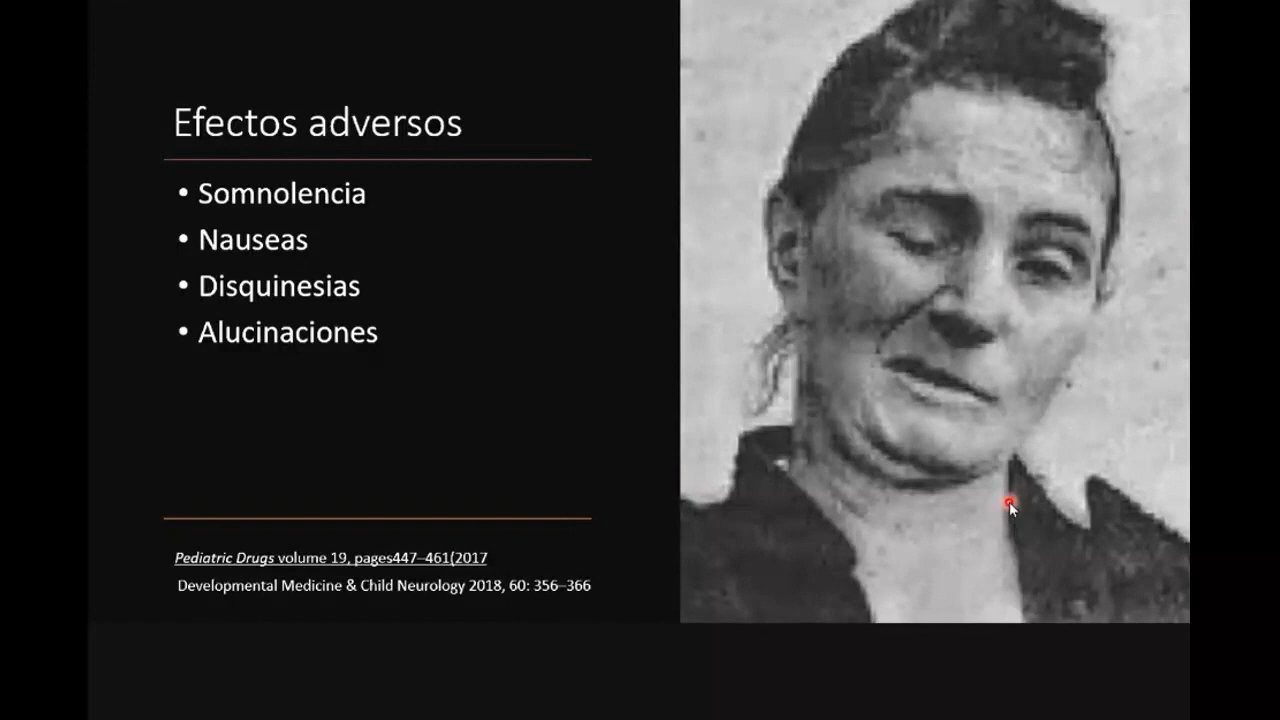 Efectos adversos
• Somnolencia
• Nauseas
• Disquinesias
• Alucinaciones
Pediatric Drugs volume 19, pages447–461(2017
Developmental Medicine & Child Neurology 2018, 60: 356–366